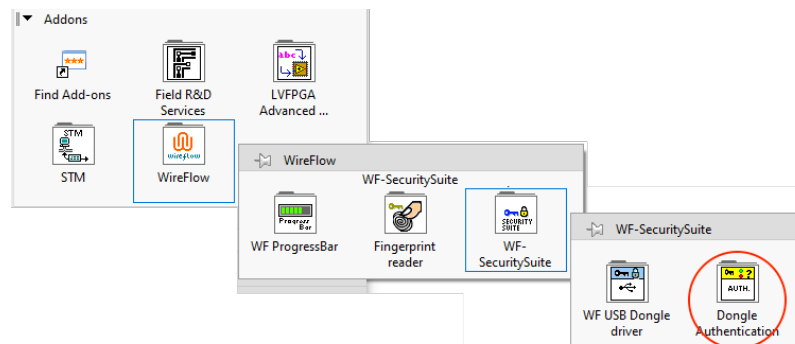 Addons
Find Add-ons
Field R&D
Services
LVFPGA
Advanced ...
abc
STM
STM
wireflow
WireFlow
WireFlow
WF-SecuritySuite
Progress
Bar
WF ProgressBar
Fingerprint
reader
SECURITY
SUITE
WF-
SecuritySuite
WF-SecuritySuite
WF USB Dongle
driver
?
AUTH.
Dongle
Authentication